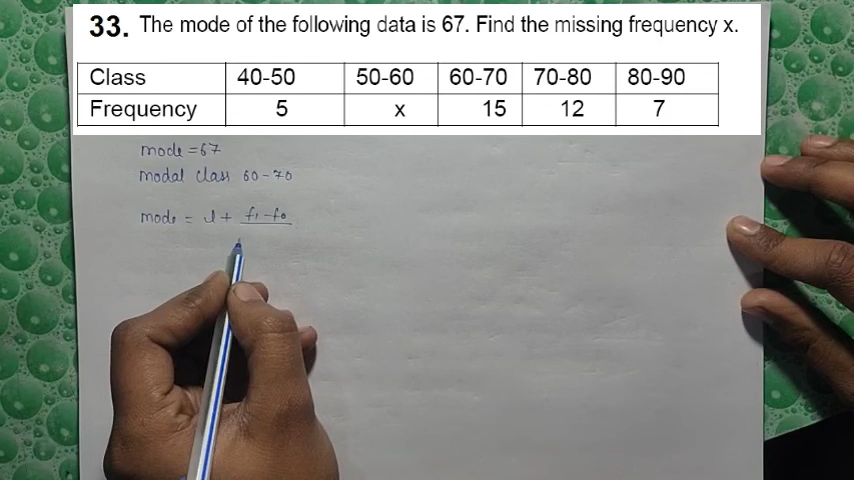 33. The mode of the following data is 67. Find the missing frequency x.
Class 40-50 50-60 60-70 70-80 80-90
Frequency 5 x 15 12 7
mode = 67
modal class 60-70
mode = l + f₁-f₀